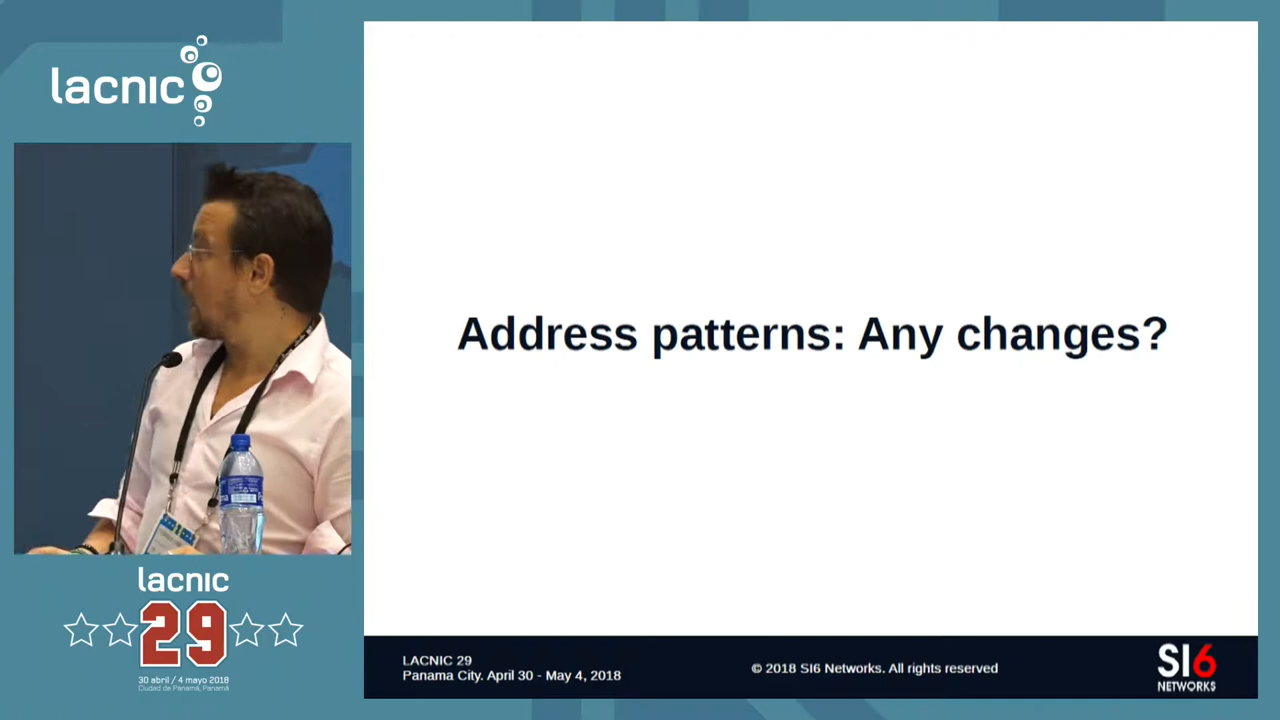 lacnic
Address patterns: Any changes?
lacnic
29
30 abril / 4 mayo 2018
Ciudad de Panamá, Panamá
LACNIC 29
Panama City. April 30 - May 4, 2018
© 2018 SI6 Networks. All rights reserved
SI6
NETWORKS